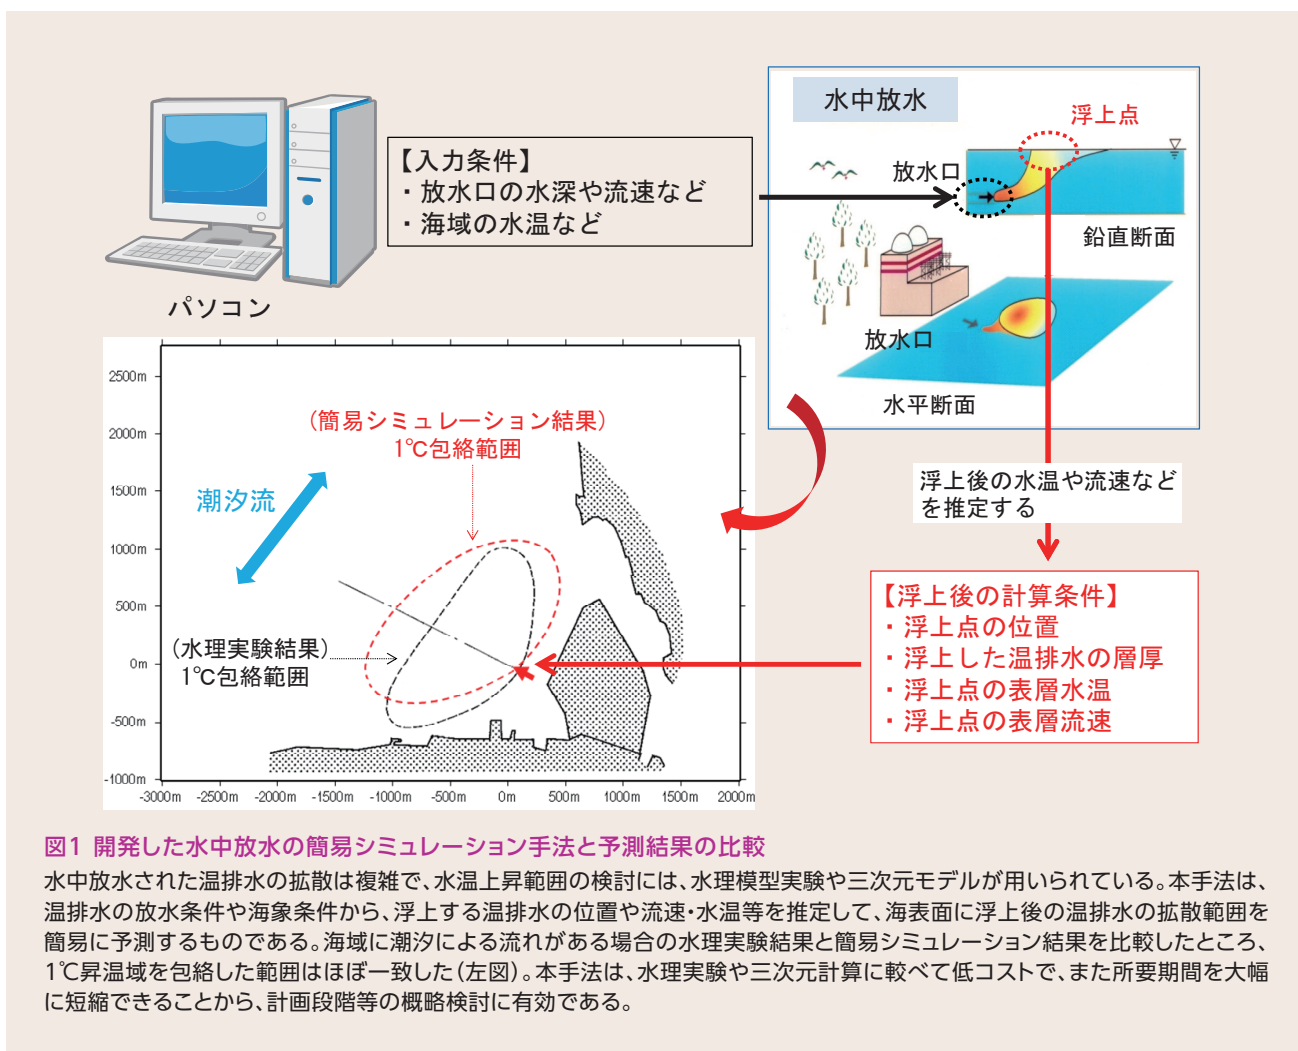 水中放水
浮上点
放水口
鉛直断面
【入力条件】
・放水口の水深や流速など
・海域の水温など
パソコン
放水口
水平断面
浮上後の水温や流速など
を推定する
【浮上後の計算条件】
・浮上点の位置
・浮上した温排水の層厚
・浮上点の表層水温
・浮上点の表層流速
2500m
2000m
1500m
1000m
500m
0m
-500m
-1000m
-3000m -2500m -2000m -1500m -1000m -500m 0m 500m 1000m 1500m 2000m
(簡易シミュレーション結果)
1℃包絡範囲
潮汐流
(水理実験結果)
1℃包絡範囲
図1 開発した水中放水の簡易シミュレーション手法と予測結果の比較
水中放水された温排水の拡散は複雑で、水温上昇範囲の検討には、水理模型実験や三次元モデルが用いられている。本手法は、
温排水の放水条件や海象条件から、浮上する温排水の位置や流速・水温等を推定して、海表面に浮上後の温排水の拡散範囲を
簡易に予測するものである。海域に潮汐による流れがある場合の水理実験結果と簡易シミュレーション結果を比較したところ、
1℃昇温域を包絡した範囲はほぼ一致した（左図）。本手法は、水理実験や三次元計算に較べて低コストで、また所要期間を大幅
に短縮できることから、計画段階等の概略検討に有効である。